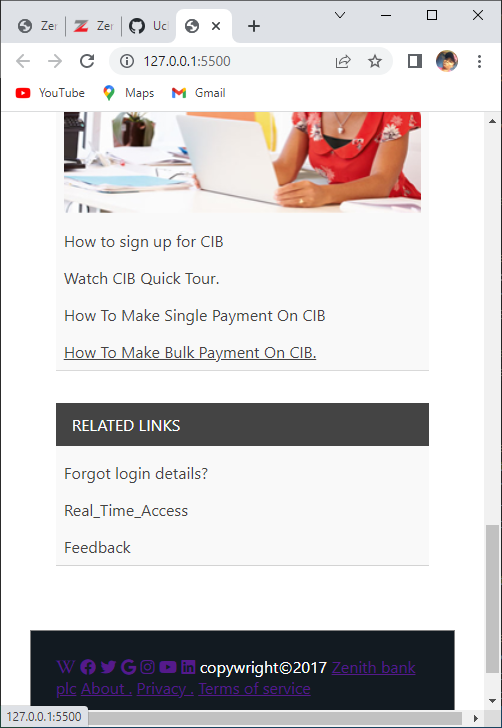 Zer
Zer
Ucl
127.0.0.1:5500
YouTube
Maps
Gmail
How to sign up for CIB
Watch CIB Quick Tour.
How To Make Single Payment On CIB
How To Make Bulk Payment On CIB.
RELATED LINKS
Forgot login details?
Real_Time_Access
Feedback
copywright©2017 Zenith bank
plc About . Privacy . Terms of service
127.0.0.1:5500